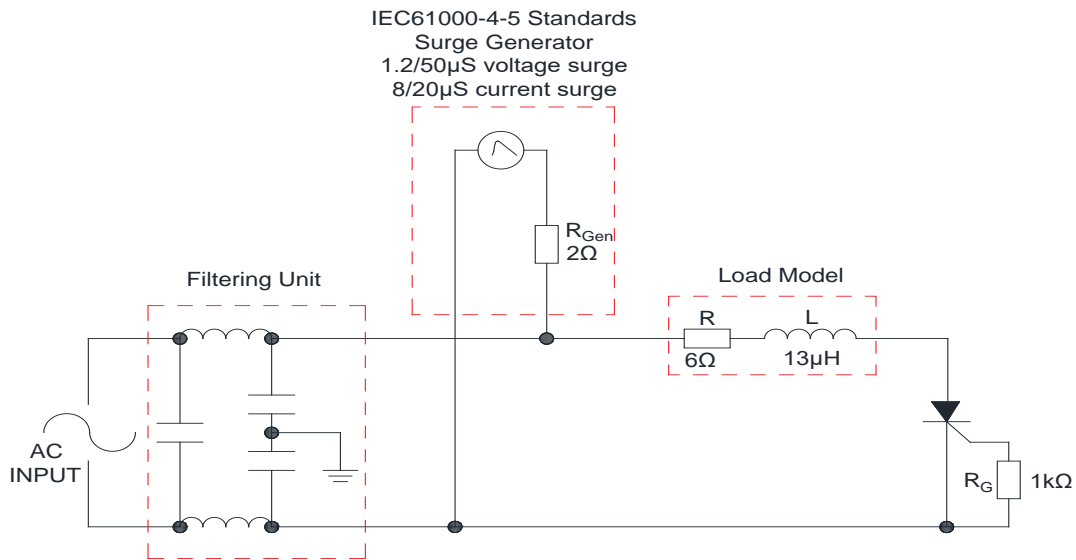 IEC61000-4-5 Standards
Surge Generator
1.2/50µS voltage surge
8/20µS current surge
RGen
2Ω
Filtering Unit
Load Model
R
L
6Ω
13µH
AC
INPUT
RG
1kΩ